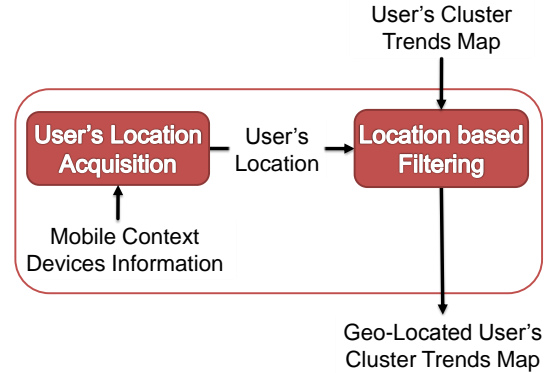 User's Cluster
Trends Map
User's Location
Acquisition
User's
Location
Location based
Filtering
Mobile Context
Devices Information
Geo-Located User's
Cluster Trends Map